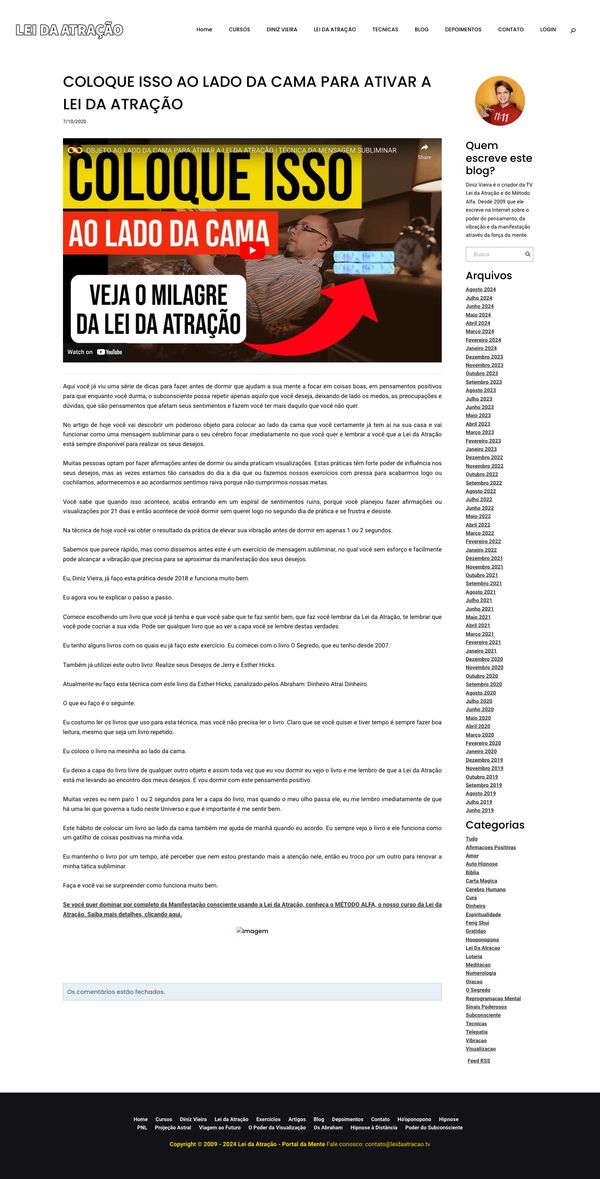 LEI DA ATRAÇÃO
Home CURSOS DINIZ VIEIRA LEI DA ATRAÇÃO TECNICAS BLOG DEPOIMENTOS CONTATO LOGIN
COLOQUE ISSO AO LADO DA CAMA PARA ATIVAR A
LEI DA ATRAÇÃO
7/10/2020
OBJETO AO LADO DA CAMA PARA ATIVAR A LEI DA ATRAÇÃO | TÉCNICA DA MENSAGEM SUBLIMINAR
Share
COLOQUE ISSO
AO LADO DA CAMA
VEJA O MILAGRE
DA LEI DA ATRAÇÃO
Watch on YouTube
Aqui você já viu uma série de dicas para fazer antes de dormir que ajudam a sua mente a focar em coisas boas, em pensamentos positivos
para que enquanto você durma, o subconsciente possa repetir apenas aquilo que você deseja, deixando de lado os medos, as preocupações e
dúvidas, que são pensamentos que afetam seus sentimentos e fazem você ter mais daquilo que você não quer.
No artigo de hoje você vai descobrir um poderoso objeto para colocar ao lado da cama que você certamente já tem aí na sua casa e vai
funcionar como uma mensagem subliminar para o seu cérebro focar imediatamente no que você quer e lembrar a você que a Lei da Atração
está sempre disponível para realizar os seus desejos.
Muitas pessoas optam por fazer afirmações antes de dormir ou ainda praticam visualizações. Estas práticas têm forte poder de influência nos
seus desejos, mas as vezes estamos tão cansados do dia a dia que ou fazemos nossos exercícios com pressa para acabarmos logo ou
cochilamos, adormecemos e ao acordarmos sentimos raiva porque não cumprirmos nossas metas.
Você sabe que quando isso acontece, acaba entrando em um espiral de sentimentos ruins, porque você planejou fazer afirmações ou
visualizações por 21 dias e então acontece de você dormir sem querer logo no segundo dia de prática e se frustra e desiste.
Na técnica de hoje você vai obter o resultado da prática de elevar sua vibração antes de dormir em apenas 1 ou 2 segundos.
Sabemos que parece rápido, mas como dissemos antes este é um exercício de mensagem subliminar, no qual você sem esforço e facilmente
pode alcançar a vibração que precisa para se aproximar da manifestação dos seus desejos.
Eu, Diniz Vieira, já faço esta prática desde 2018 e funciona muito bem.
Eu agora vou te explicar o passo a passo.
Comece escolhendo um livro que você já tenha e que você sabe que te faz sentir bem, que faz você lembrar da Lei da Atração, te lembrar que
você pode cocriar a sua vida. Pode ser qualquer livro que ao ver a capa você se lembre destas verdades.
Eu tenho alguns livros com os quais eu já faço este exercício. Eu comecei com o livro O Segredo, que eu tenho desde 2007.
Também já utilizei este outro livro: Realize seus Desejos de Jerry e Esther Hicks.
Atualmente eu faço esta técnica com este livro da Esther Hicks, canalizado pelos Abraham: Dinheiro Atrai Dinheiro.
O que eu faço é o seguinte:
Eu costumo ler os livros que uso para esta técnica, mas você não precisa ler o livro. Claro que se você quiser e tiver tempo é sempre fazer boa
leitura, mesmo que seja um livro repetido.
Eu coloco o livro na mesinha ao lado da cama.
Eu deixo a capa do livro livre de qualquer outro objeto e assim toda vez que eu vou dormir eu vejo o livro e me lembro de que a Lei da Atração
está me levando ao encontro dos meus desejos. E vou dormir com este pensamento positivo.
Muitas vezes eu nem paro 1 ou 2 segundos para ler a capa do livro, mas quando o meu olho passa ele, eu me lembro imediatamente de que
há uma lei que governa a tudo neste Universo e que é importante é me sentir bem.
Este hábito de colocar um livro ao lado da cama também me ajuda de manhã quando eu acordo. Eu sempre vejo o livro e ele funciona como
um gatilho de coisas positivas na minha vida.
Eu mantenho o livro por um tempo, até perceber que nem estou prestando mais a atenção nele, então eu troco por um outro para renovar a
minha tática subliminar.
Faça e você vai se surpreender como funciona muito bem.
Se você quer dominar por completo da Manifestação consciente usando a Lei da Atração, conheça o MÉTODO ALFA, o nosso curso da Lei da
Atração. Saiba mais detalhes, clicando aqui.
Imagem
Os comentários estão fechados.
11:11
Quem
escreve este
blog?
Diniz Vieira é o criador da TV
Lei da Atração e do Método
Alfa. Desde 2009 que ele
escreve na Internet sobre o
poder do pensamento, da
vibração e da manifestação
através da força da mente.
Busca
Arquivos
Agosto 2024
Julho 2024
Junho 2024
Maio 2024
Abril 2024
Março 2024
Fevereiro 2024
Janeiro 2024
Dezembro 2023
Novembro 2023
Outubro 2023
Setembro 2023
Agosto 2023
Julho 2023
Junho 2023
Maio 2023
Abril 2023
Março 2023
Fevereiro 2023
Janeiro 2023
Dezembro 2022
Novembro 2022
Outubro 2022
Setembro 2022
Agosto 2022
Julho 2022
Junho 2022
Maio 2022
Abril 2022
Março 2022
Fevereiro 2022
Janeiro 2022
Dezembro 2021
Novembro 2021
Outubro 2021
Setembro 2021
Agosto 2021
Julho 2021
Junho 2021
Maio 2021
Abril 2021
Março 2021
Fevereiro 2021
Janeiro 2021
Dezembro 2020
Novembro 2020
Outubro 2020
Setembro 2020
Agosto 2020
Julho 2020
Junho 2020
Maio 2020
Abril 2020
Março 2020
Fevereiro 2020
Janeiro 2020
Dezembro 2019
Novembro 2019
Outubro 2019
Setembro 2019
Agosto 2019
Julho 2019
Junho 2019
Categorias
Tudo
Afirmacoes Positivas
Amor
Auto Hipnose
Biblia
Carta Magica
Cerebro Humano
Cura
Dinheiro
Espiritualidade
Feng Shui
Gratidao
Hooponopono
Lei Da Atracao
Loteria
Meditacao
Numerologia
Oracao
O Segredo
Reprogramacao Mental
Sinais Poderosos
Subconsciente
Tecnicas
Telepatia
Vibracao
Visualizacao
Feed RSS
Home Cursos Diniz Vieira Lei da Atração Exercícios Artigos Blog Depoimentos Contato Ho'oponopono Hipnose
PNL Projeção Astral Viagem ao Futuro O Poder da Visualização Os Abraham Hipnose à Distância Poder do Subconsciente
Copyright © 2009 - 2024 Lei da Atração - Portal da Mente Fale conosco: contato@leidaatracao.tv